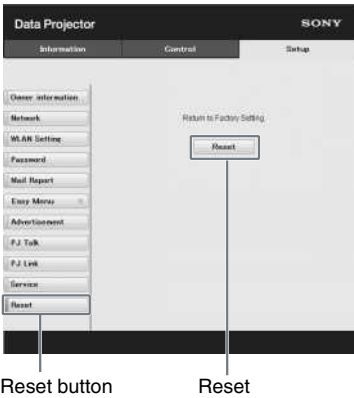 Data Projector
SONY
Information
Control
Setup
Owner information
Network
Return to Factory Setting.
WLAN Setting
Reset
Password
Mail Report
Easy Menu
Advertisement
PJ Talk
PJ Link
Service
Reset
Reset button
Reset